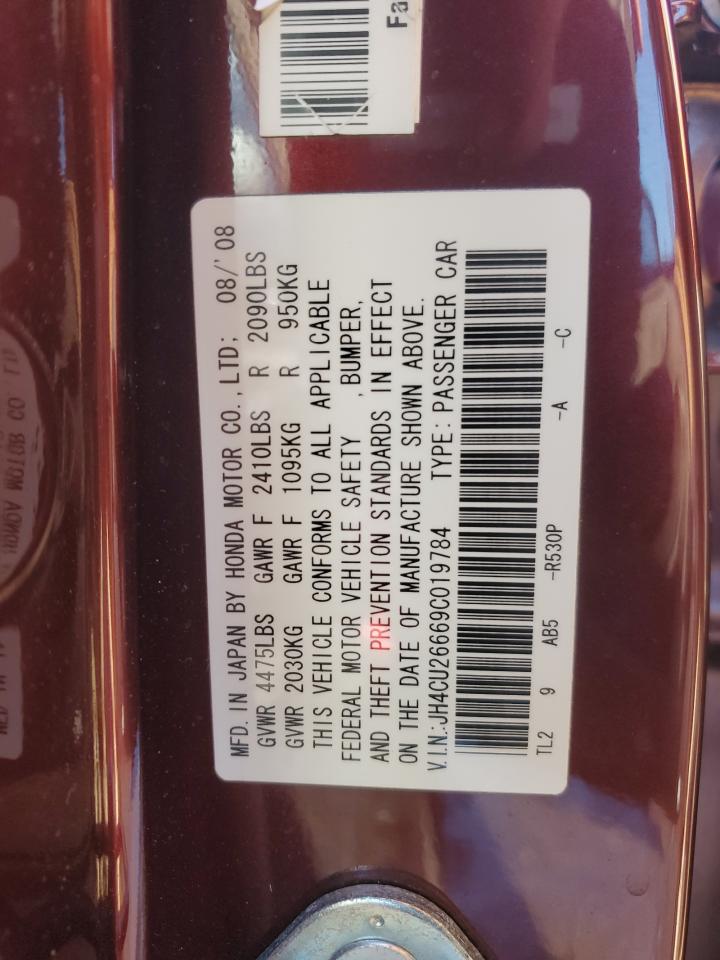 Fa
MFD. IN JAPAN BY HONDA MOTOR CO., LTD; 08/'08
GVWR 4475LBS GAWR F 2410LBS R 2090LBS
GVWR 2030KG GAWR F 1095KG R 950KG
THIS VEHICLE CONFORMS TO ALL APPLICABLE
FEDERAL MOTOR VEHICLE SAFETY , BUMPER,
AND THEFT PREVENTION STANDARDS IN EFFECT
ON THE DATE OF MANUFACTURE SHOWN ABOVE.
V.I.N.:JH4CU26669C019784 TYPE: PASSENGER CAR
TL2 9 AB5 -R530P -A -C